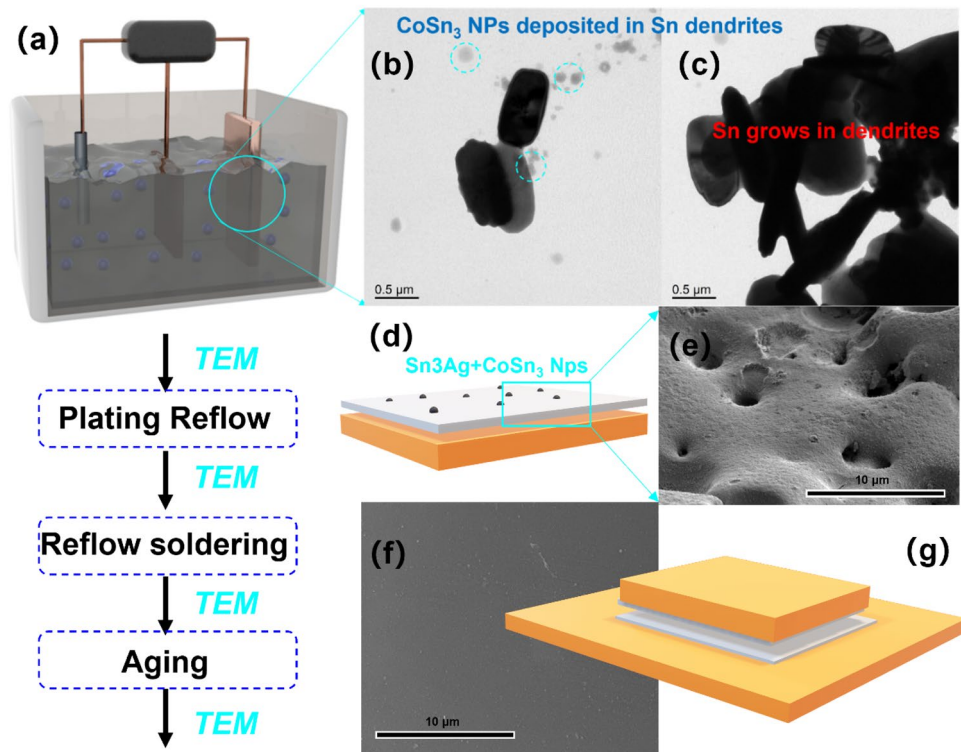 (a)
CoSn₃ NPs deposited in Sn dendrites
(b)
(c)
Sn grows in dendrites
0.5 μm
0.5 μm
TEM
Plating Reflow
TEM
Reflow soldering
TEM
Aging
TEM
(d)
Sn3Ag+CoSn₃ Nps
(e)
10 μm
(f)
10 μm
(g)